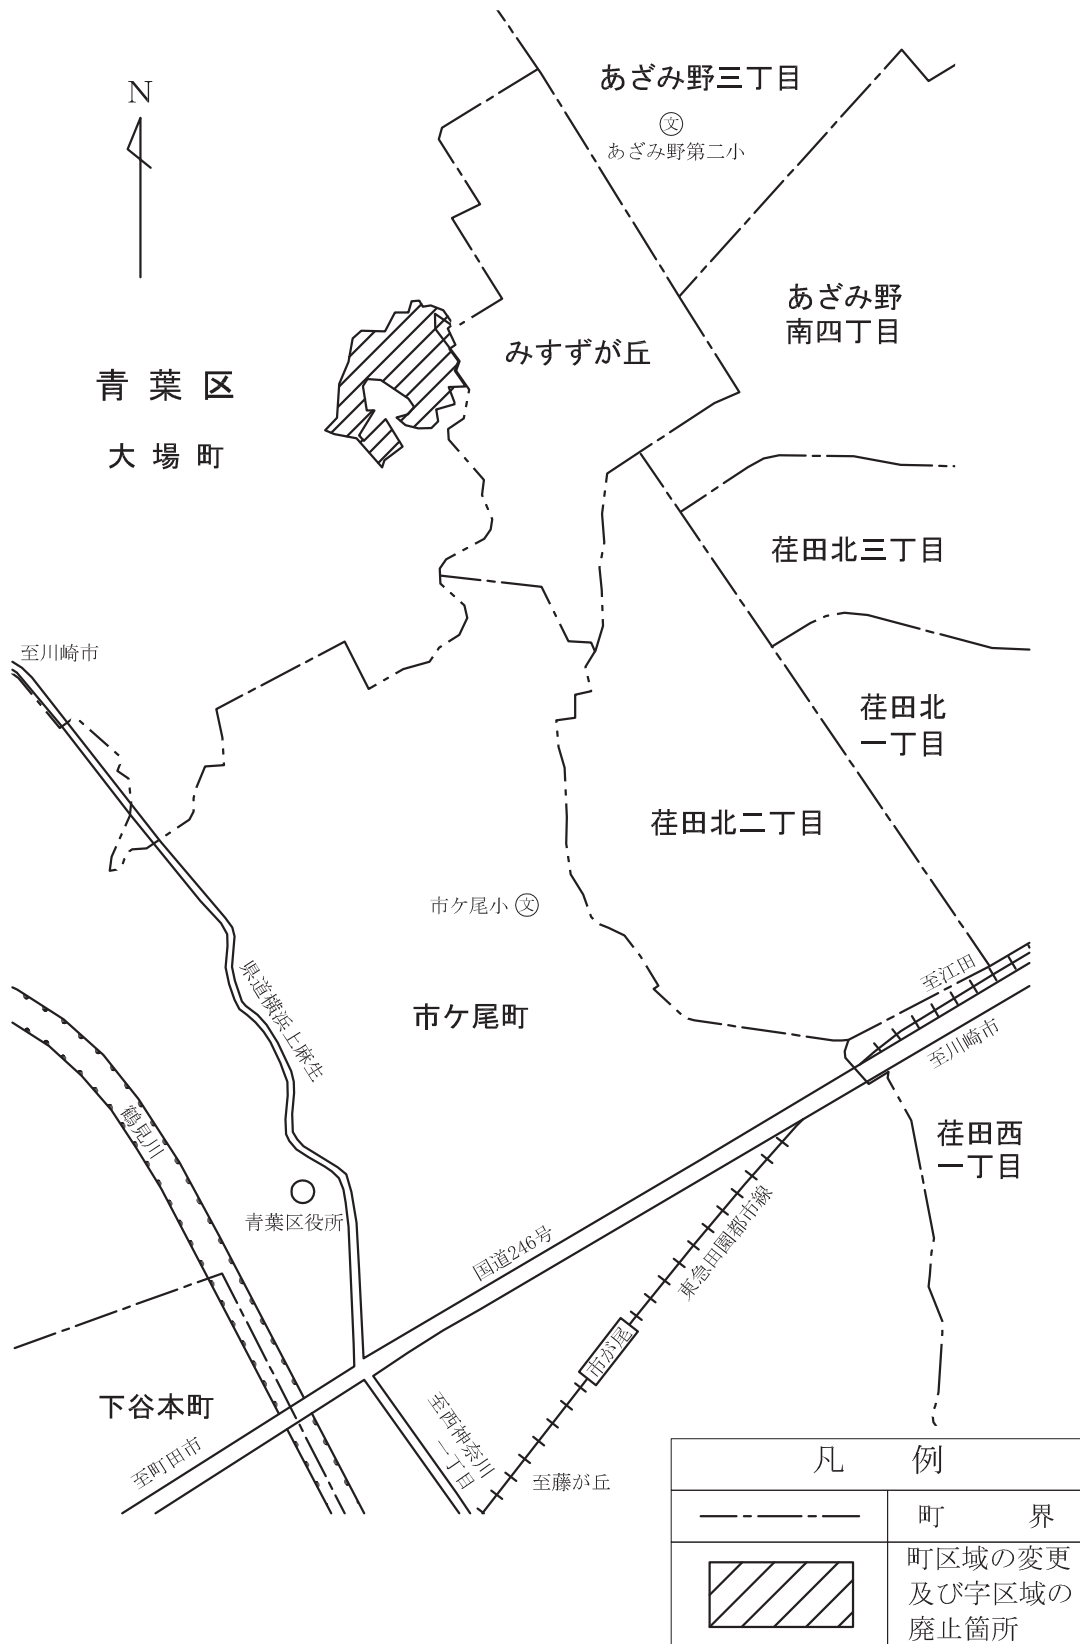 あざみ野三丁目
文
あざみ野第二小
N
あざみ野
南四丁目
みすずが丘
青葉区
大場町
荏田北三丁目
至川崎市
荏田北
一丁目
荏田北二丁目
市ケ尾小 文
至江田
県道横浜上麻生
市ケ尾町
至川崎市
鶴見川
荏田西
一丁目
青葉区役所
国道246号
東急田園都市線
市が尾
下谷本町
至町田市
至西神奈川
二丁目
至藤が丘
凡例
町界
町区域の変更
及び字区域の
廃止箇所